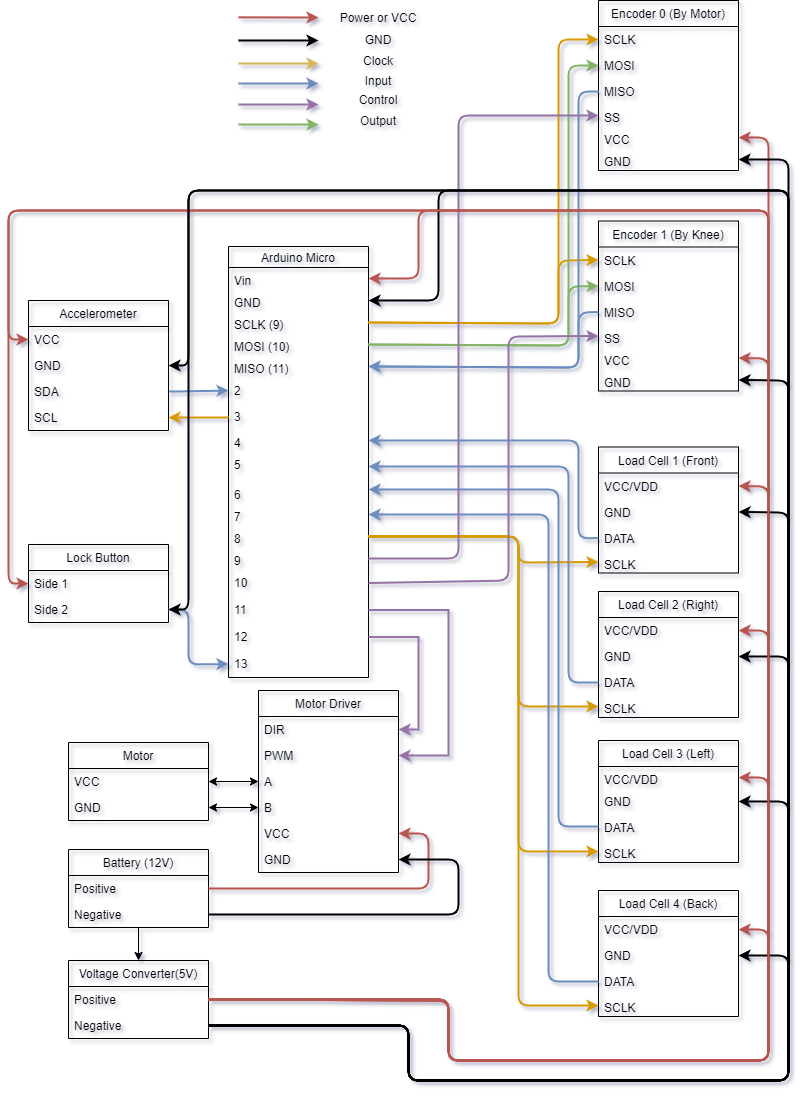 Power or VCC
GND
Clock
Input
Control
Output
Encoder 0 (By Motor)
SCLK
MOSI
MISO
SS
VCC
GND
Encoder 1 (By Knee)
SCLK
MOSI
MISO
SS
VCC
GND
Arduino Micro
Vin
GND
SCLK (9)
MOSI (10)
MISO (11)
2
3
4
5
6
7
8
9
10
11
12
13
Accelerometer
VCC
GND
SDA
SCL
Lock Button
Side 1
Side 2
Load Cell 1 (Front)
VCC/VDD
GND
DATA
SCLK
Load Cell 2 (Right)
VCC/VDD
GND
DATA
SCLK
Load Cell 3 (Left)
VCC/VDD
GND
DATA
SCLK
Load Cell 4 (Back)
VCC/VDD
GND
DATA
SCLK
Motor Driver
DIR
PWM
A
B
VCC
GND
Motor
VCC
GND
Battery (12V)
Positive
Negative
Voltage Converter(5V)
Positive
Negative